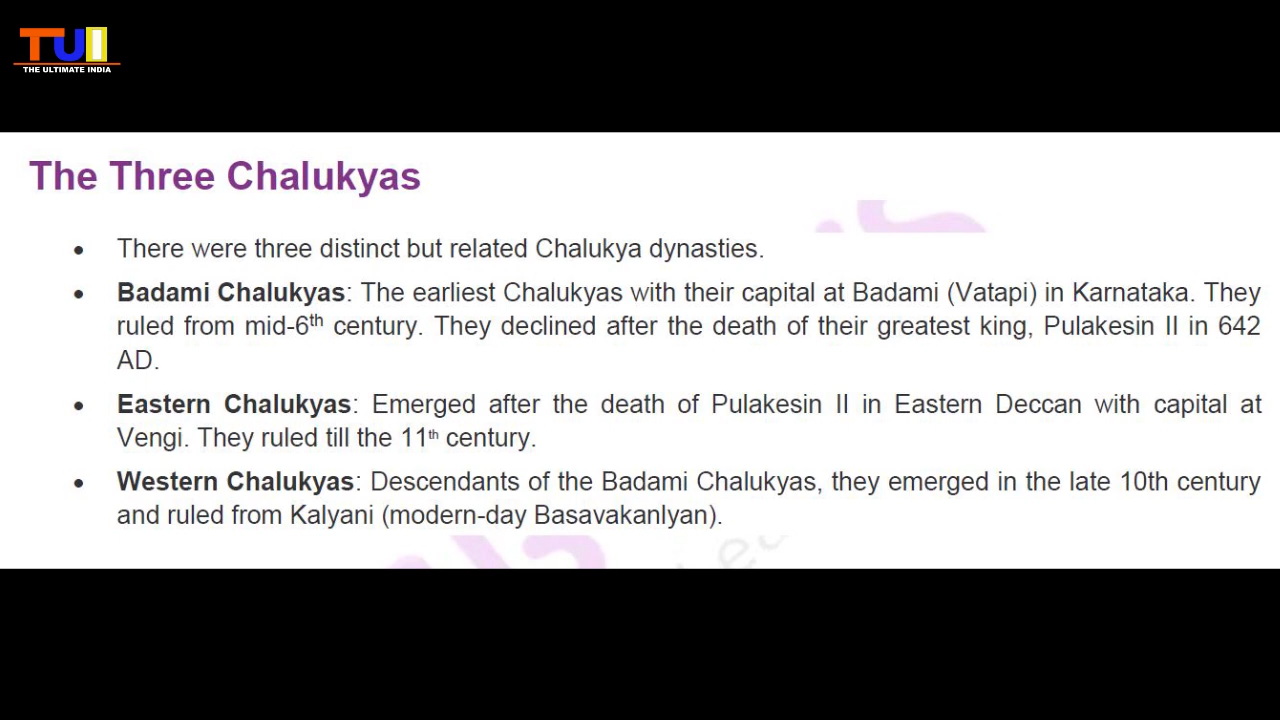 TUI
THE ULTIMATE INDIA
The Three Chalukyas
• There were three distinct but related Chalukya dynasties.
• Badami Chalukyas: The earliest Chalukyas with their capital at Badami (Vatapi) in Karnataka. They
ruled from mid-6th century. They declined after the death of their greatest king, Pulakesin II in 642
AD.
• Eastern Chalukyas: Emerged after the death of Pulakesin II in Eastern Deccan with capital at
Vengi. They ruled till the 11th century.
• Western Chalukyas: Descendants of the Badami Chalukyas, they emerged in the late 10th century
and ruled from Kalyani (modern-day Basavakanlyan).